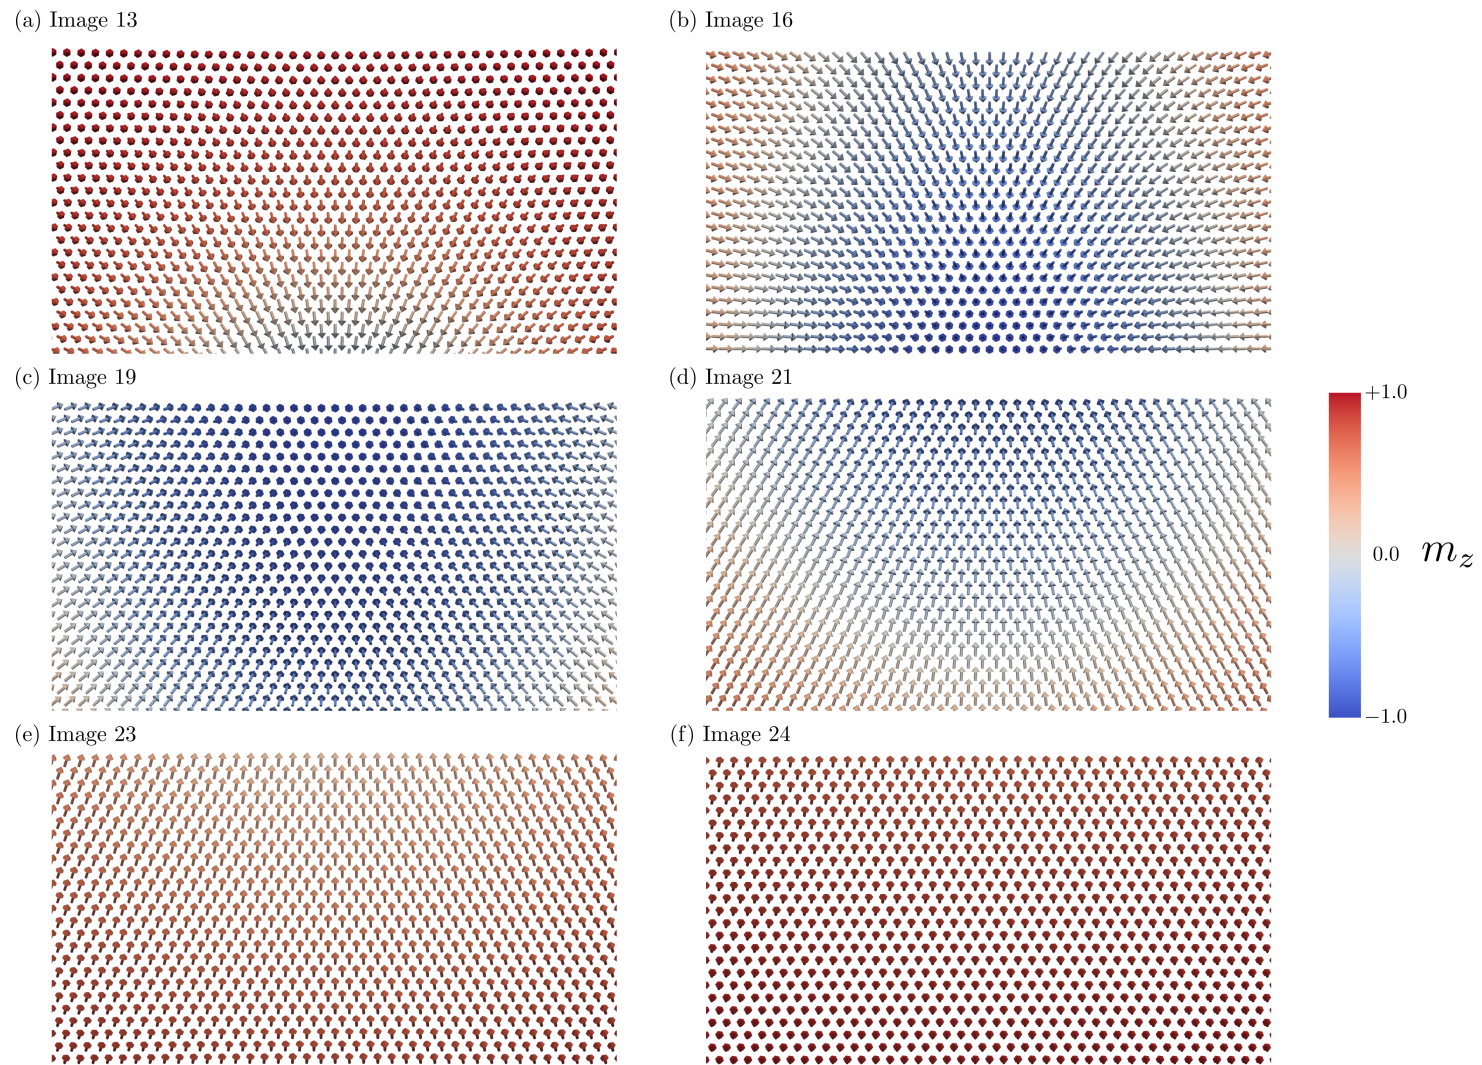 (a) Image 13
(b) Image 16
(c) Image 19
(d) Image 21
+1.0
0.0
m_z
−1.0
(e) Image 23
(f) Image 24